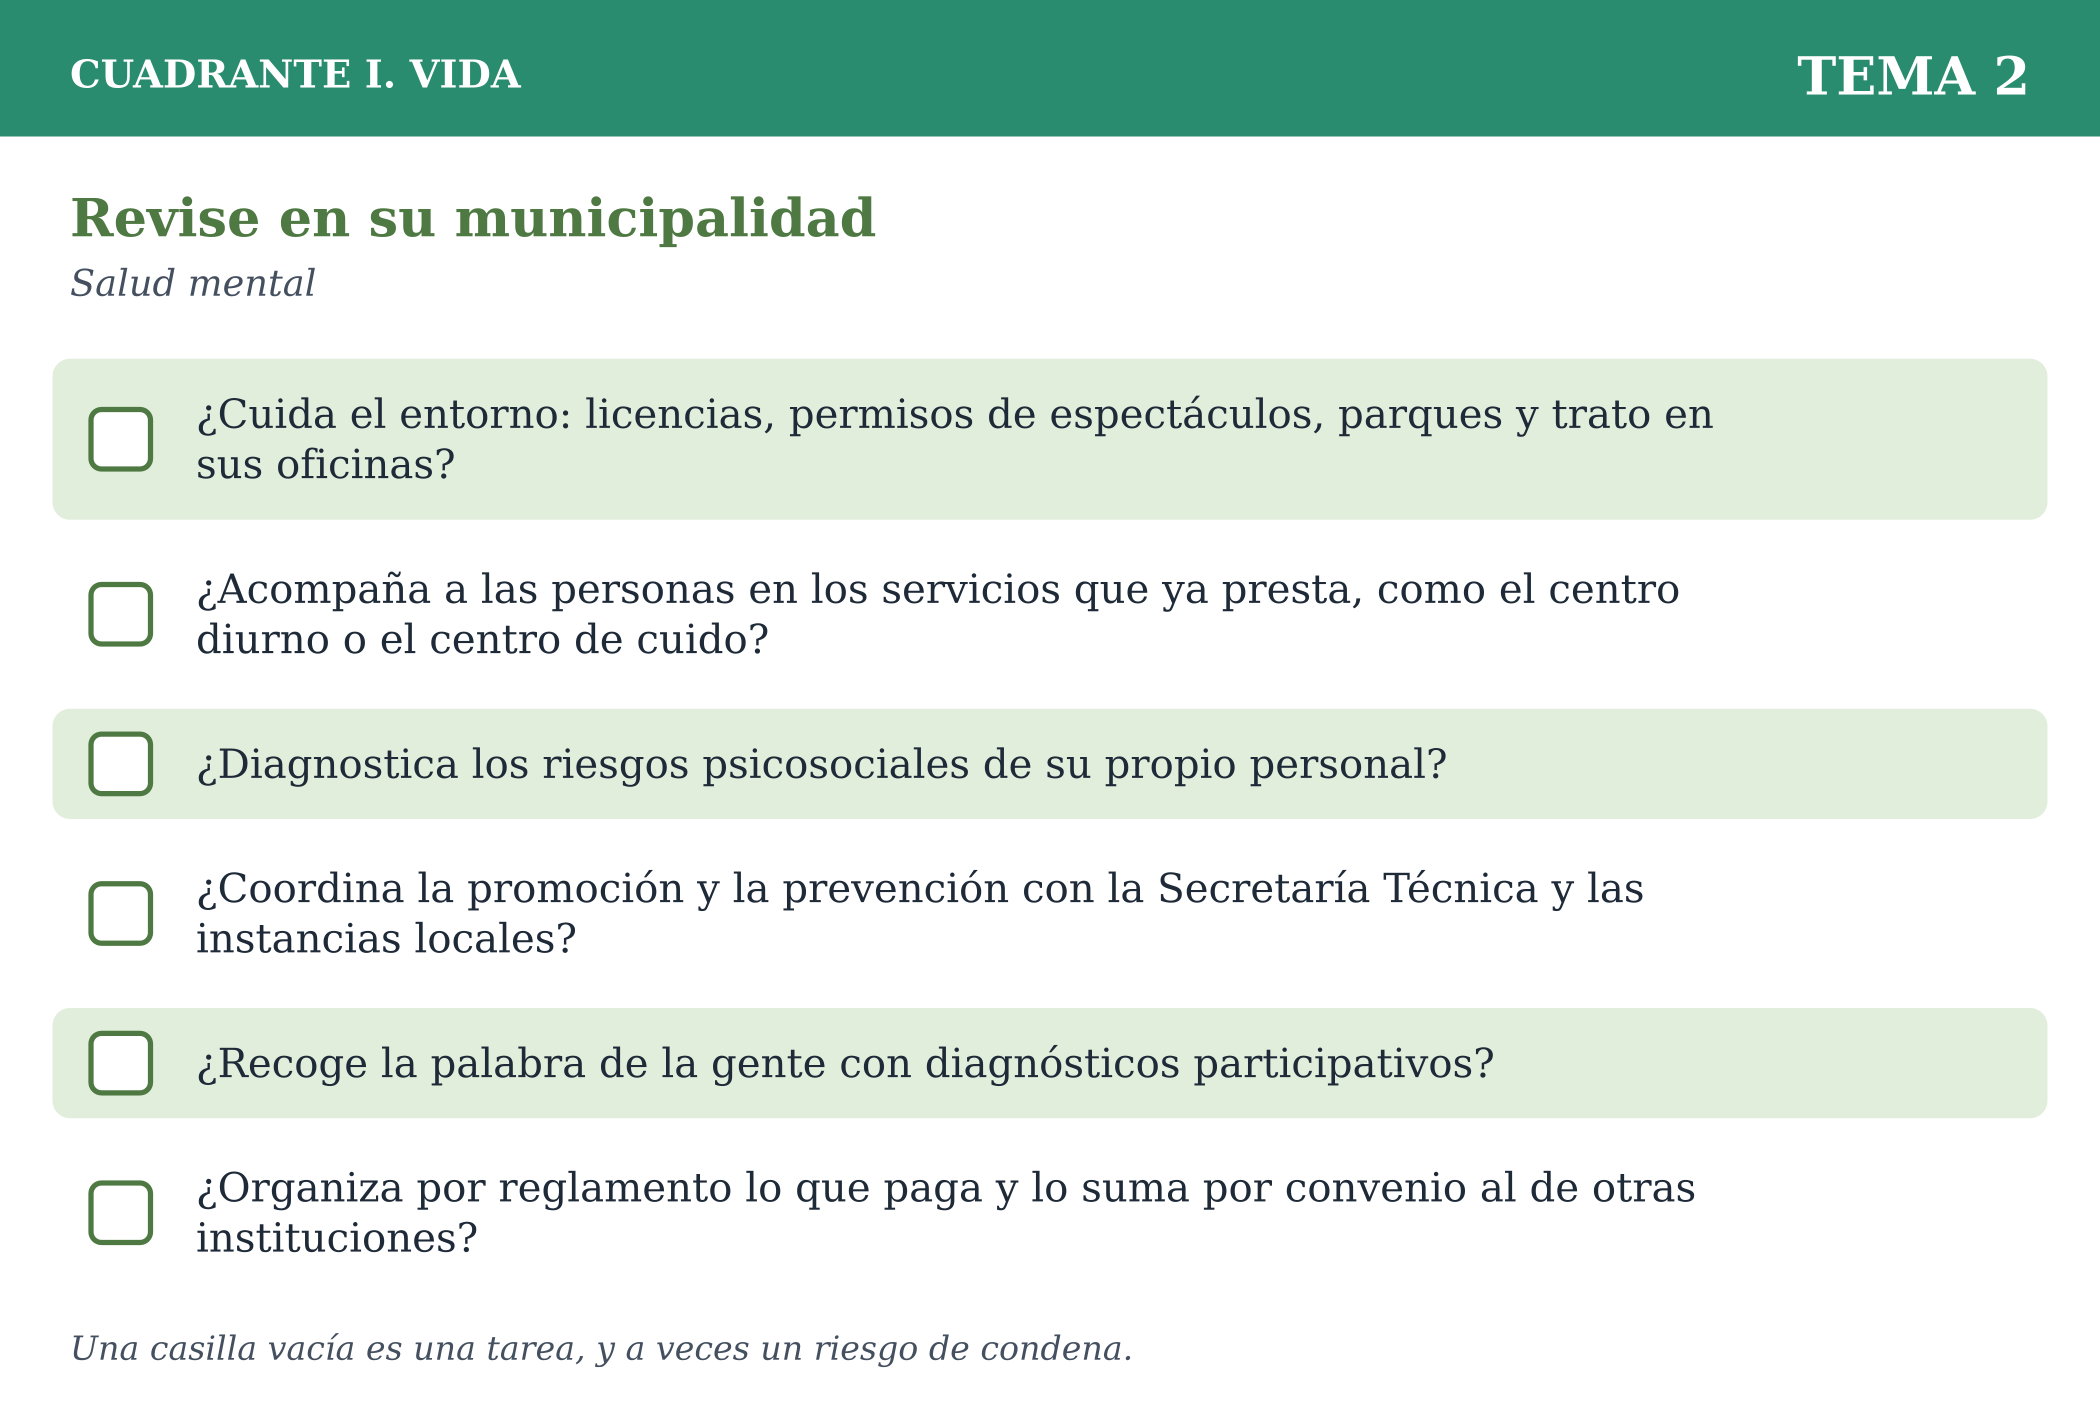 CUADRANTE I. VIDA
TEMA 2
Revise en su municipalidad
Salud mental
¿Cuida el entorno: licencias, permisos de espectáculos, parques y trato en
sus oficinas?
¿Acompaña a las personas en los servicios que ya presta, como el centro
diurno o el centro de cuido?
¿Diagnostica los riesgos psicosociales de su propio personal?
¿Coordina la promoción y la prevención con la Secretaría Técnica y las
instancias locales?
¿Recoge la palabra de la gente con diagnósticos participativos?
¿Organiza por reglamento lo que paga y lo suma por convenio al de otras
instituciones?
Una casilla vacía es una tarea, y a veces un riesgo de condena.